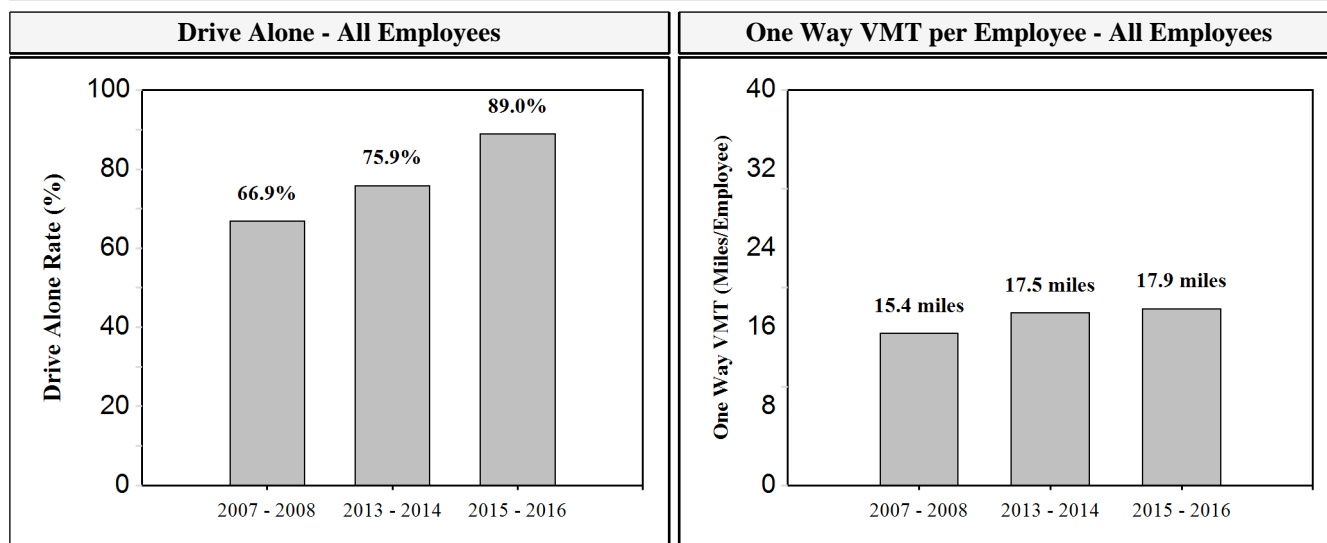 Drive Alone - All Employees
Drive Alone Rate (%)
100
80
60
40
20
0
66.9%
75.9%
89.0%
2007 - 2008
2013 - 2014
2015 - 2016
One Way VMT per Employee - All Employees
One Way VMT (Miles/Employee)
40
32
24
16
8
0
15.4 miles
17.5 miles
17.9 miles
2007 - 2008
2013 - 2014
2015 - 2016